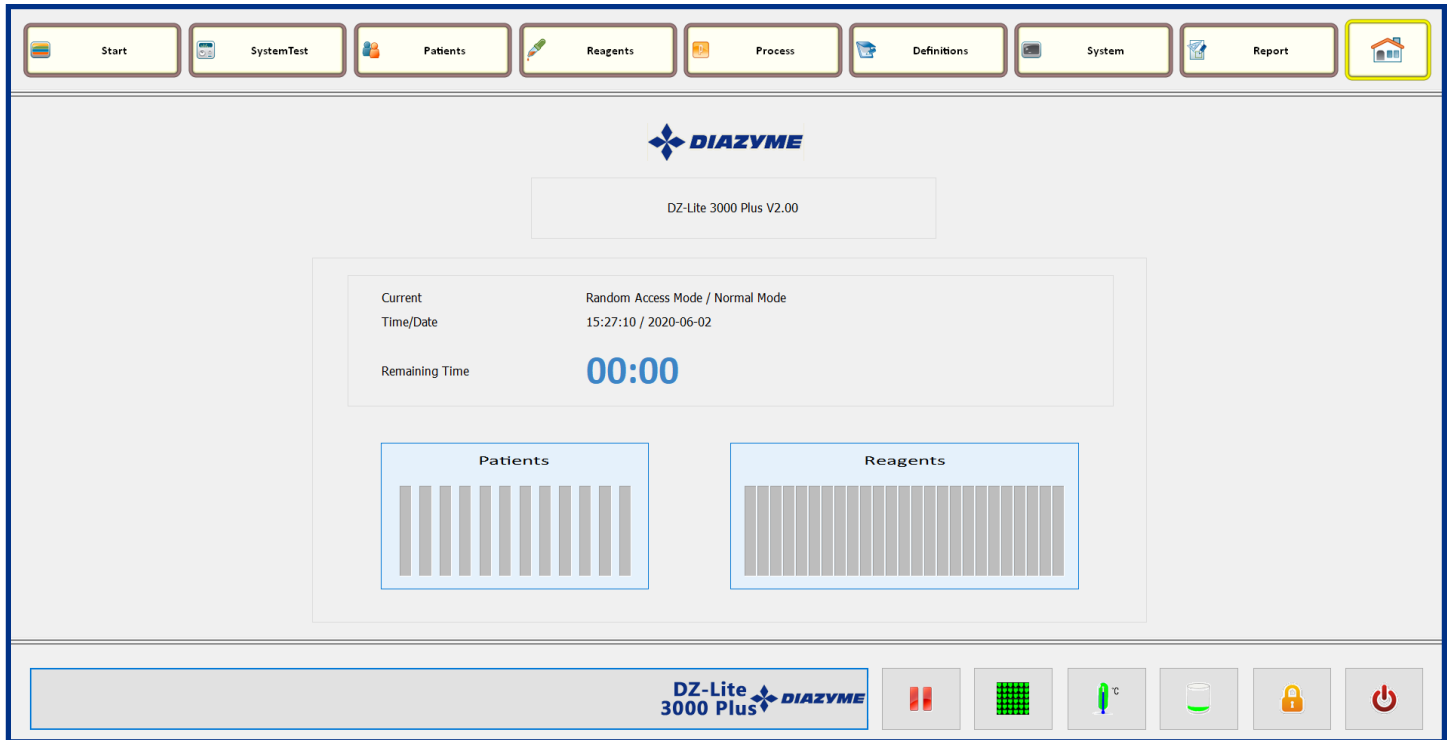 Start SystemTest Patients Reagents Process Definitions System Report
DIAZYME
DZ-Lite 3000 Plus V2.00
Current Random Access Mode / Normal Mode
Time/Date 15:27:10 / 2020-06-02
Remaining Time 00:00
Patients Reagents
DZ-Lite
3000 Plus DIAZYME
°C